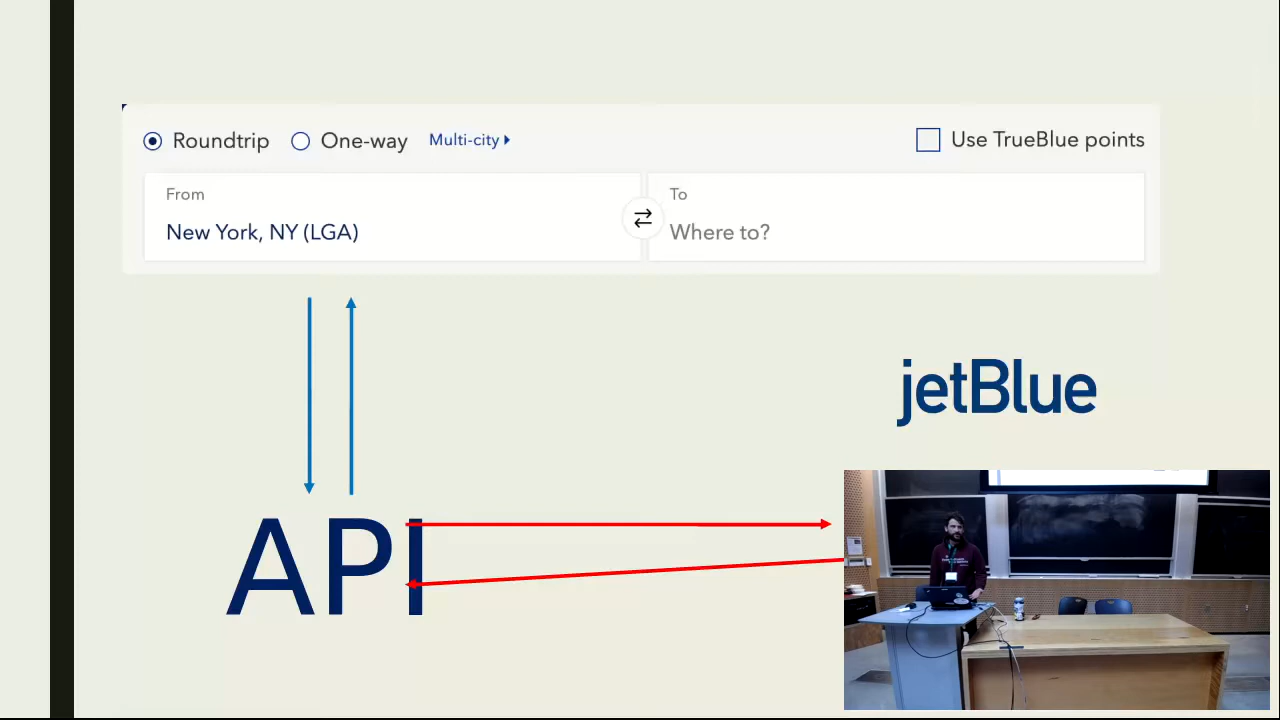 Roundtrip One-way Multi-city Use TrueBlue points
From To
New York, NY (LGA) Where to?
jetBlue
API